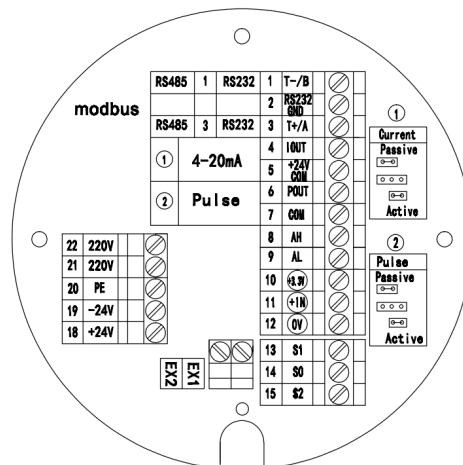 modbus
RS485 1 RS232 1 T-/B
2 RS232 GND
RS485 3 RS232 3 T+/A
① 4-20mA
4 IOUT
5 +24V COM
② Pulse
6 POUT
7 COM
8 AH
9 AL
10 +3.3V
11 +IN
12 0V
13 S1
14 S0
15 S2
22 220V
21 220V
20 PE
19 -24V
18 +24V
EX2 EX1
①
Current
Passive
Active
②
Pulse
Passive
Active